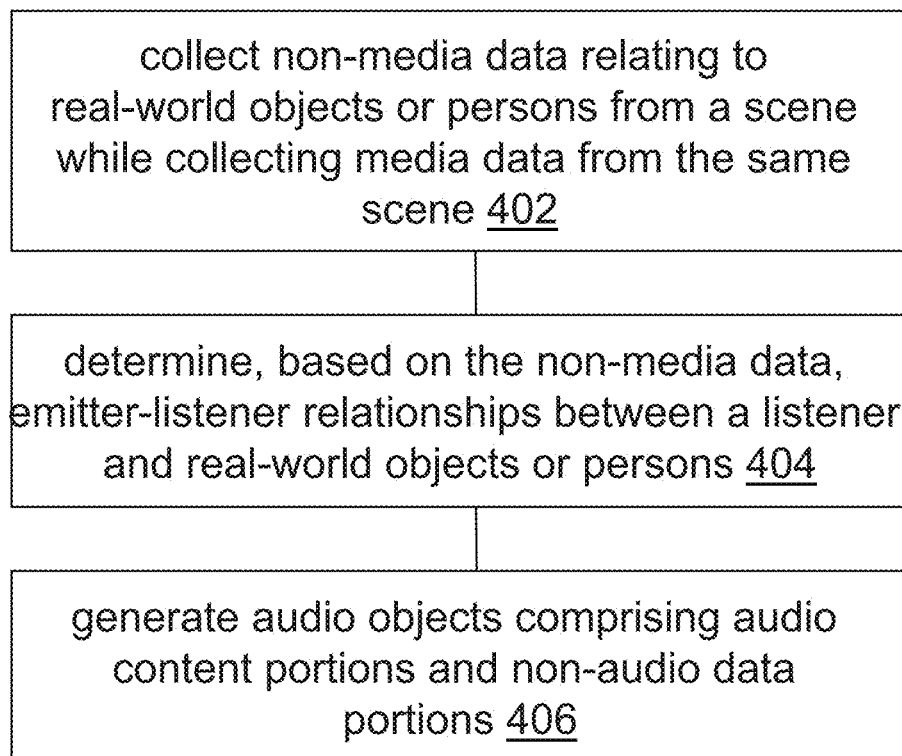 collect non-media data relating to
real-world objects or persons from a scene
while collecting media data from the same
scene 402
determine, based on the non-media data,
emitter-listener relationships between a listener
and real-world objects or persons 404
generate audio objects comprising audio
content portions and non-audio data
portions 406